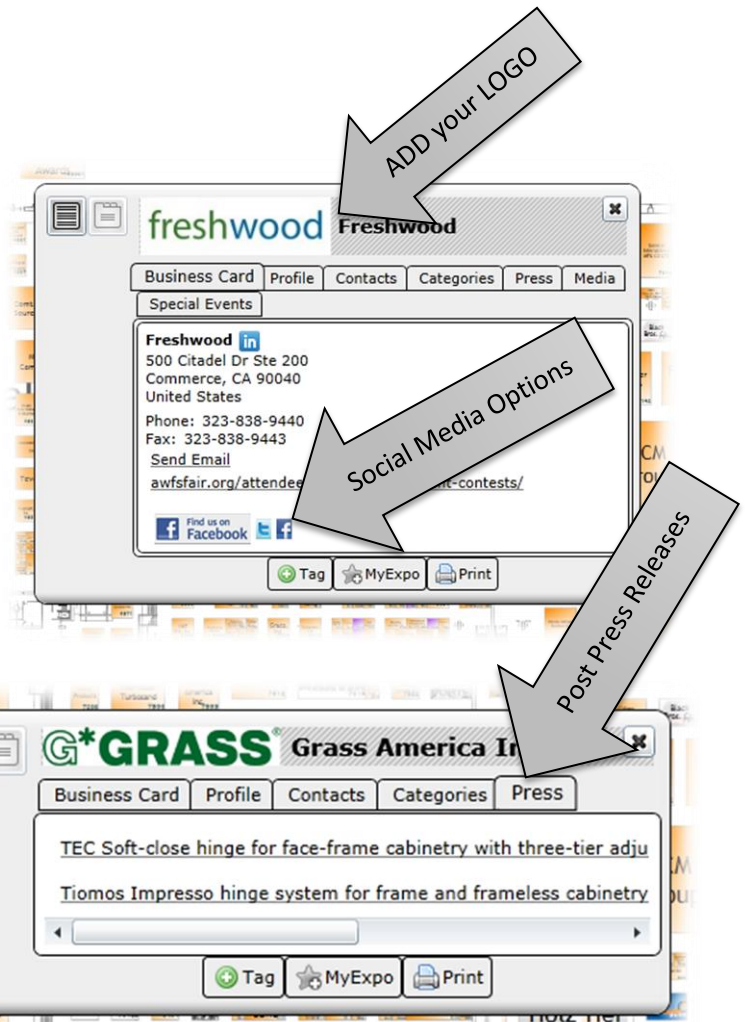 ADD your LOGO
freshwood Freshwood
Business Card Profile Contacts Categories Press Media
Special Events
Freshwood in
500 Citadel Dr Ste 200
Commerce, CA 90040
United States
Phone: 323-838-9440
Fax: 323-838-9443
Send Email
awfsfair.org/attendee t-contests/
Social Media Options
Find us on
Facebook
Tag MyExpo Print
Post Press Releases
G*GRASS® Grass America
Business Card Profile Contacts Categories Press
TEC Soft-close hinge for face-frame cabinetry with three-tier adju
Tiomos Impresso hinge system for frame and frameless cabinetry
Tag MyExpo Print